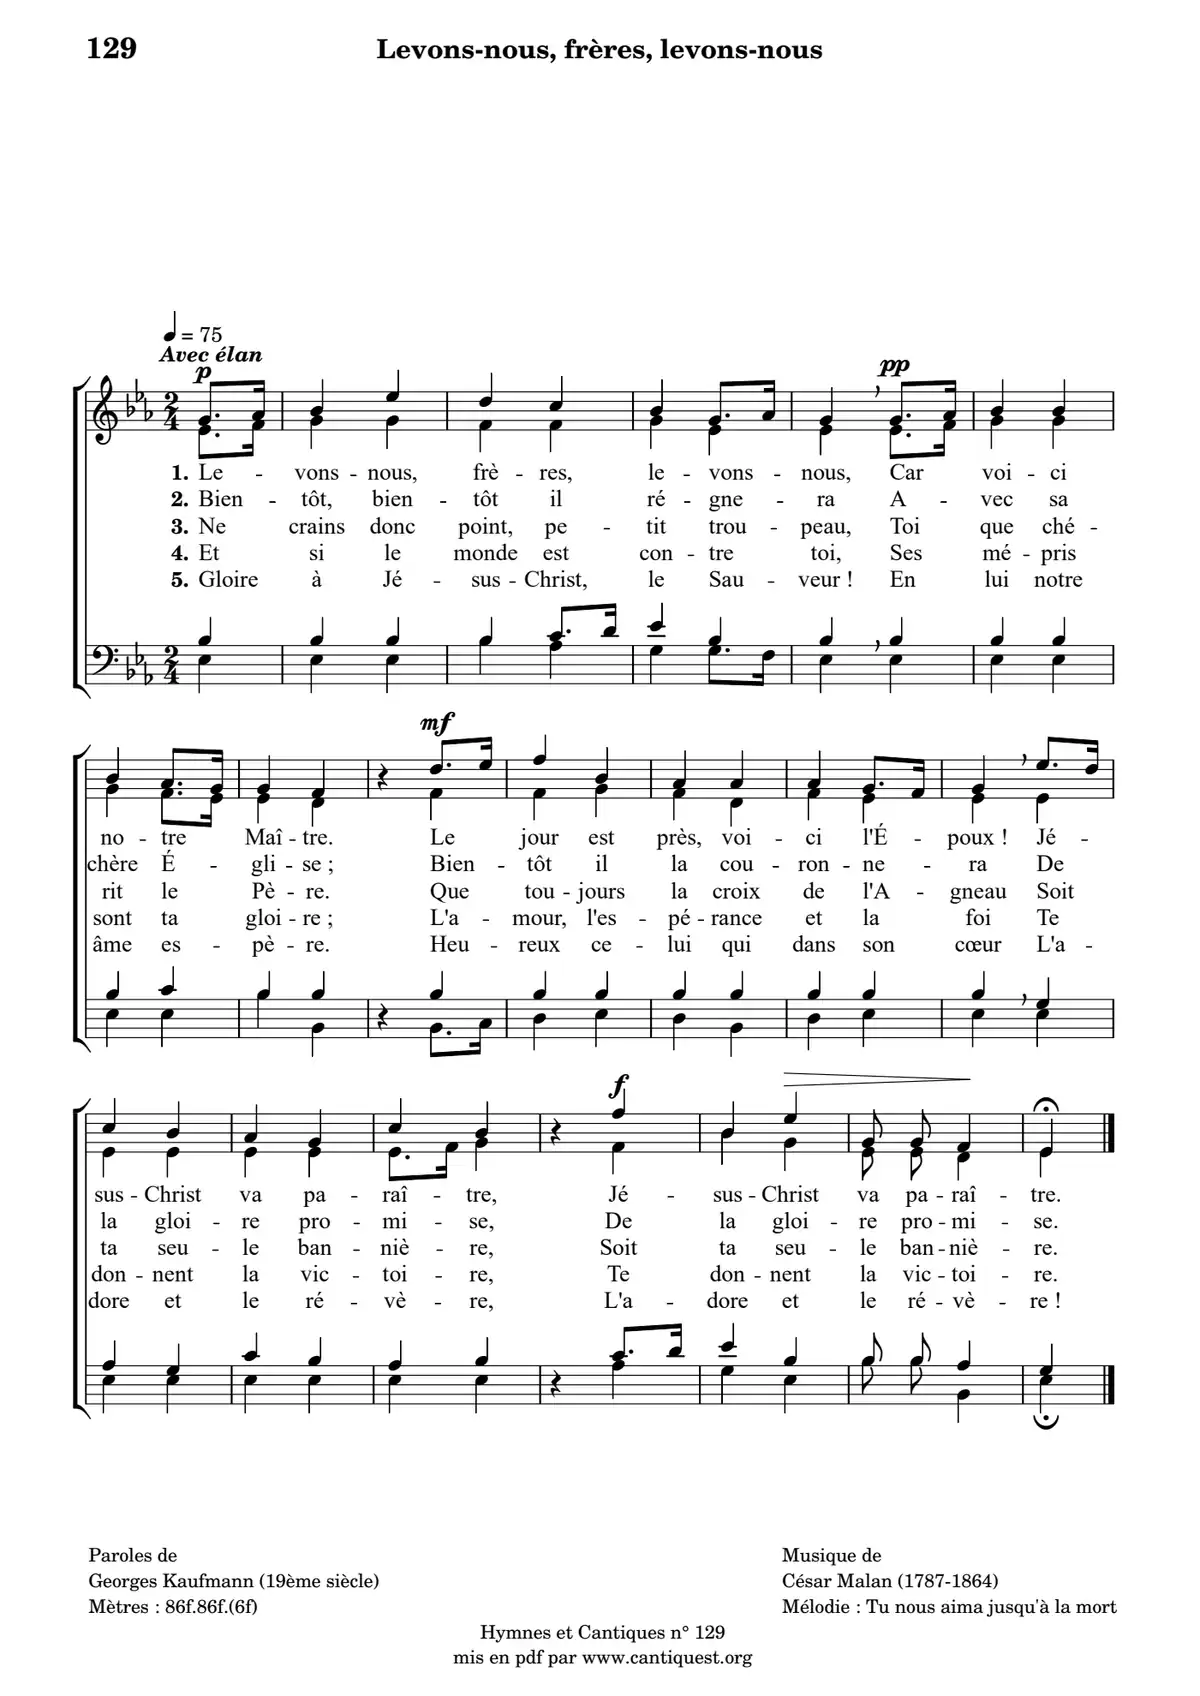 129 Levons-nous, frères, levons-nous
= 75
Avec élan
p pp
1. Le - vons - nous, frè - res, le - vons - nous, Car voi - ci
2. Bien - tôt, bien - tôt il ré - gne - ra A - vec sa
3. Ne crains donc point, pe - tit trou - peau, Toi que ché -
4. Et si le monde est con - tre toi, Ses mé - pris
5. Gloire à Jé - sus - Christ, le Sau - veur ! En lui notre
mf
no - tre Maî - tre. Le jour est près, voi - ci l'É - poux ! Jé -
chère É - gli - se ; Bien - tôt il la cou - ron - ne - ra De
rit le Pè - re. Que tou - jours la croix de l'A - gneau Soit
sont ta gloi - re ; L'a - mour, l'es - pé - rance et la foi Te
âme es - pè - re. Heu - reux ce - lui qui dans son cœur L'a -
f
sus - Christ va pa - raî - tre, Jé - sus - Christ va pa - raî - tre.
la gloi - re pro - mi - se, De la gloi - re pro - mi - se.
ta seu - le ban - niè - re, Soit ta seu - le ban - niè - re.
don - nent la vic - toi - re, Te don - nent la vic - toi - re.
dore et le ré - vè - re, L'a - dore et le ré - vè - re !
Paroles de
Georges Kaufmann (19ème siècle)
Mètres : 86f.86f.(6f)
Musique de
César Malan (1787-1864)
Mélodie : Tu nous aima jusqu'à la mort
Hymnes et Cantiques n° 129
mis en pdf par www.cantiquest.org